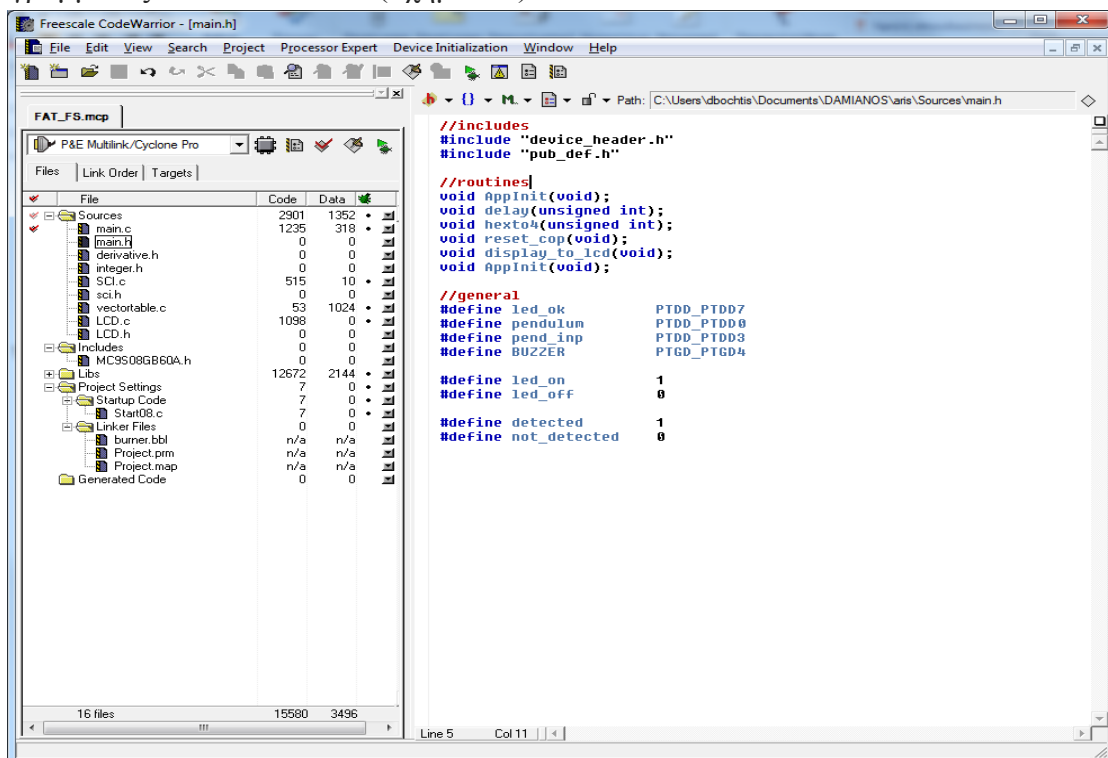 Freescale CodeWarrior - [main.h]
File Edit View Search Project Processor Expert Device Initialization Window Help
Path: C:\Users\dbochtis\Documents\DAMIANOS\aris\Sources\main.h
FAT_FS.mcp
P&E Multilink/Cyclone Pro
Files Link Order Targets
File Code Data
Sources 2901 1352
main.c 1235 318
main.h 0 0
derivative.h 0 0
integer.h 0 0
SCI.c 515 10
sci.h 0 0
vectortable.c 53 1024
LCD.c 1098 0
LCD.h 0 0
Includes 0 0
MC9S08GB60A.h 0 0
Libs 12672 2144
Project Settings 7 0
Startup Code 7 0
Start08.c 7 0
Linker Files 0 0
burner.bbl n/a n/a
Project.prm n/a n/a
Project.map n/a n/a
Generated Code 0 0
16 files 15580 3496
//includes
#include "device_header.h"
#include "pub_def.h"
//routines
void AppInit(void);
void delay(unsigned int);
void hexto4(unsigned int);
void reset_cop(void);
void display_to_lcd(void);
void AppInit(void);
//general
#define led_ok PTDD_PTDD7
#define pendulum PTDD_PTDD0
#define pend_inp PTDD_PTDD3
#define BUZZER PTGD_PTGD4
#define led_on 1
#define led_off 0
#define detected 1
#define not_detected 0
Line 5 Col 11